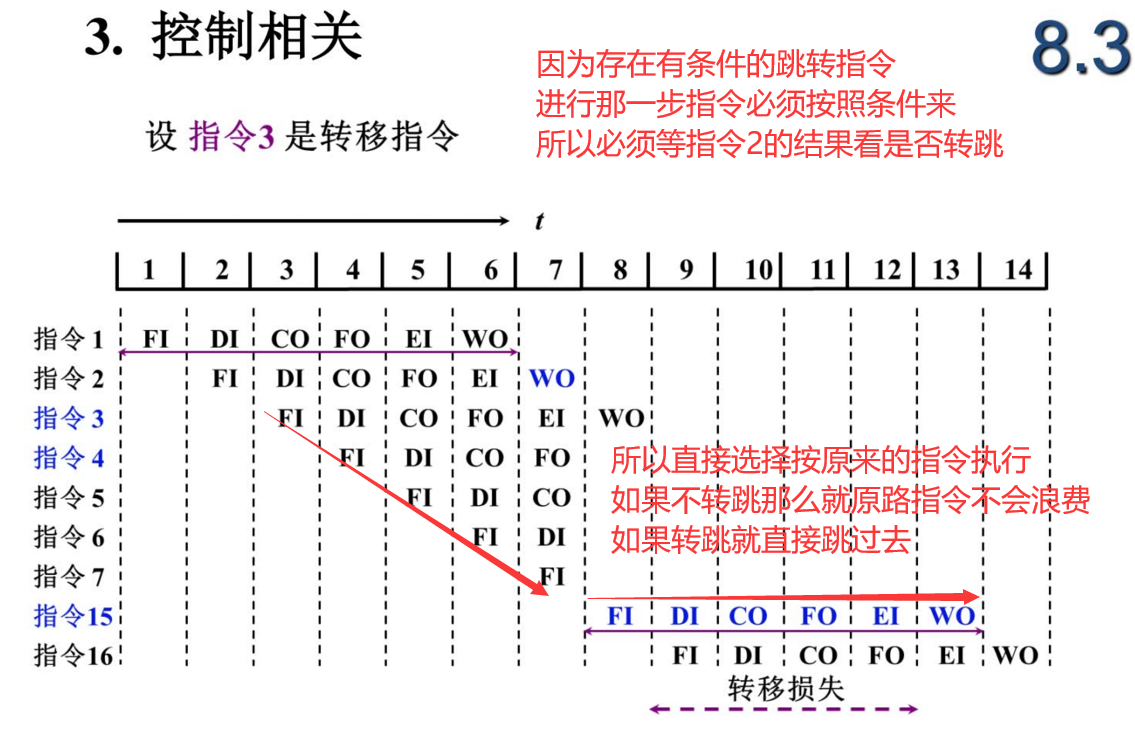 3. 控制相关
8.3
因为存在有条件的跳转指令
进行那一步指令必须按照条件来
所以必须等指令2的结果看是否转跳
设 指令3 是转移指令
t
1 2 3 4 5 6 7 8 9 10 11 12 13 14
指令 1 FI DI CO FO EI WO
指令 2 FI DI CO FO EI WO
指令 3 FI DI CO FO EI WO
指令 4 FI DI CO FO
所以直接选择按原来的指令执行
指令 5 FI DI CO
如果不转跳那么就原路指令不会浪费
指令 6 FI DI
如果转跳就直接跳过去
指令 7 FI
指令15 FI DI CO FO EI WO
指令16 FI DI CO FO EI WO
转移损失